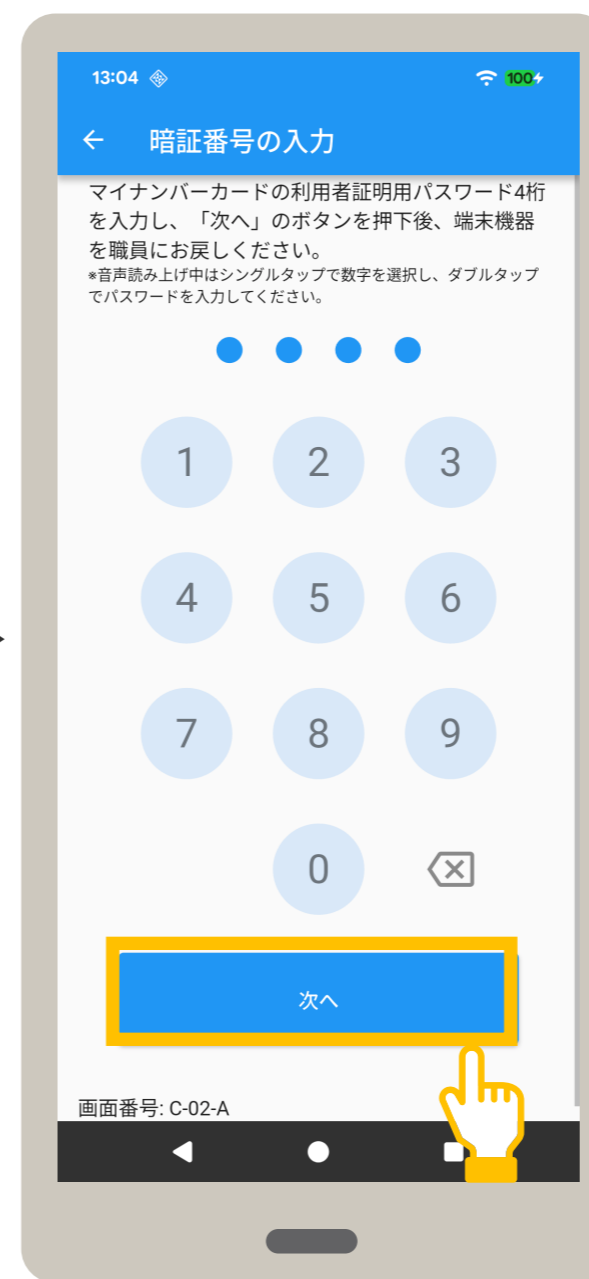 13:04 100
暗証番号の入力
マイナンバーカードの利用者証明用パスワード4桁
を入力し、「次へ」のボタンを押下後、端末機器
を職員にお戻しください。
*音声読み上げ中はシングルタップで数字を選択し、ダブルタップ
でパスワードを入力してください。
1 2 3
4 5 6
7 8 9
0
次へ
画面番号: C-02-A